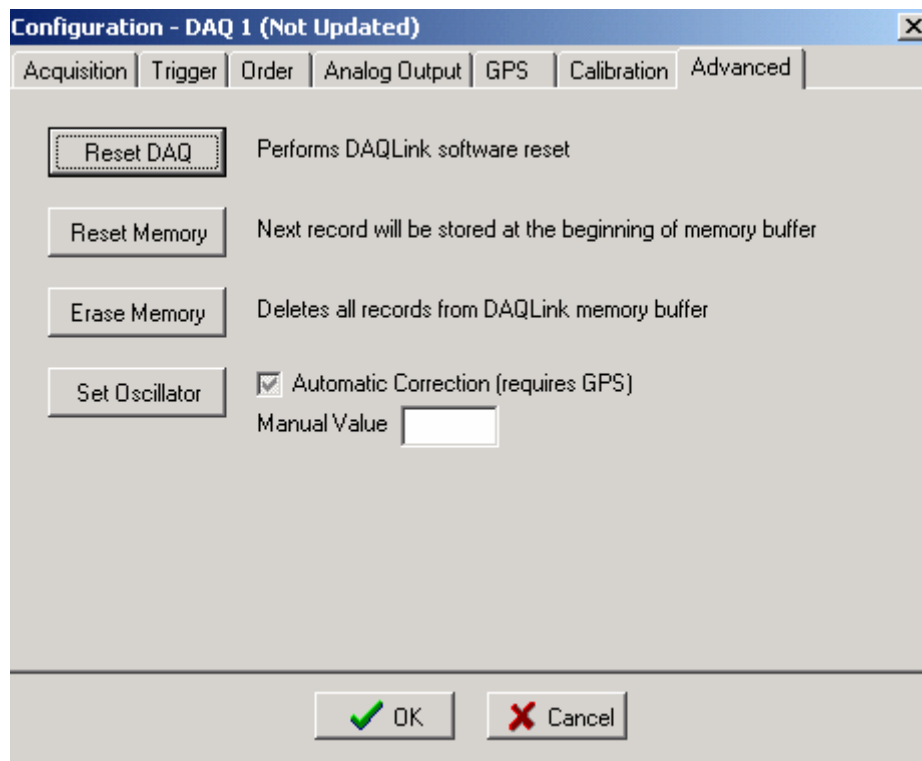 Configuration - DAQ 1 (Not Updated)
Acquisition Trigger Order Analog Output GPS Calibration Advanced
Reset DAQ Performs DAQLink software reset
Reset Memory Next record will be stored at the beginning of memory buffer
Erase Memory Deletes all records from DAQLink memory buffer
Set Oscillator Automatic Correction (requires GPS)
Manual Value
OK Cancel